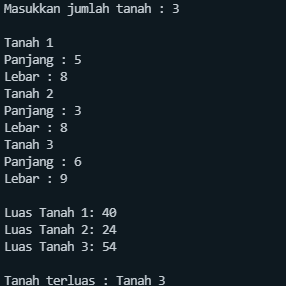 Masukkan jumlah tanah : 3
Tanah 1
Panjang : 5
Lebar : 8
Tanah 2
Panjang : 3
Lebar : 8
Tanah 3
Panjang : 6
Lebar : 9
Luas Tanah 1: 40
Luas Tanah 2: 24
Luas Tanah 3: 54
Tanah terluas : Tanah 3